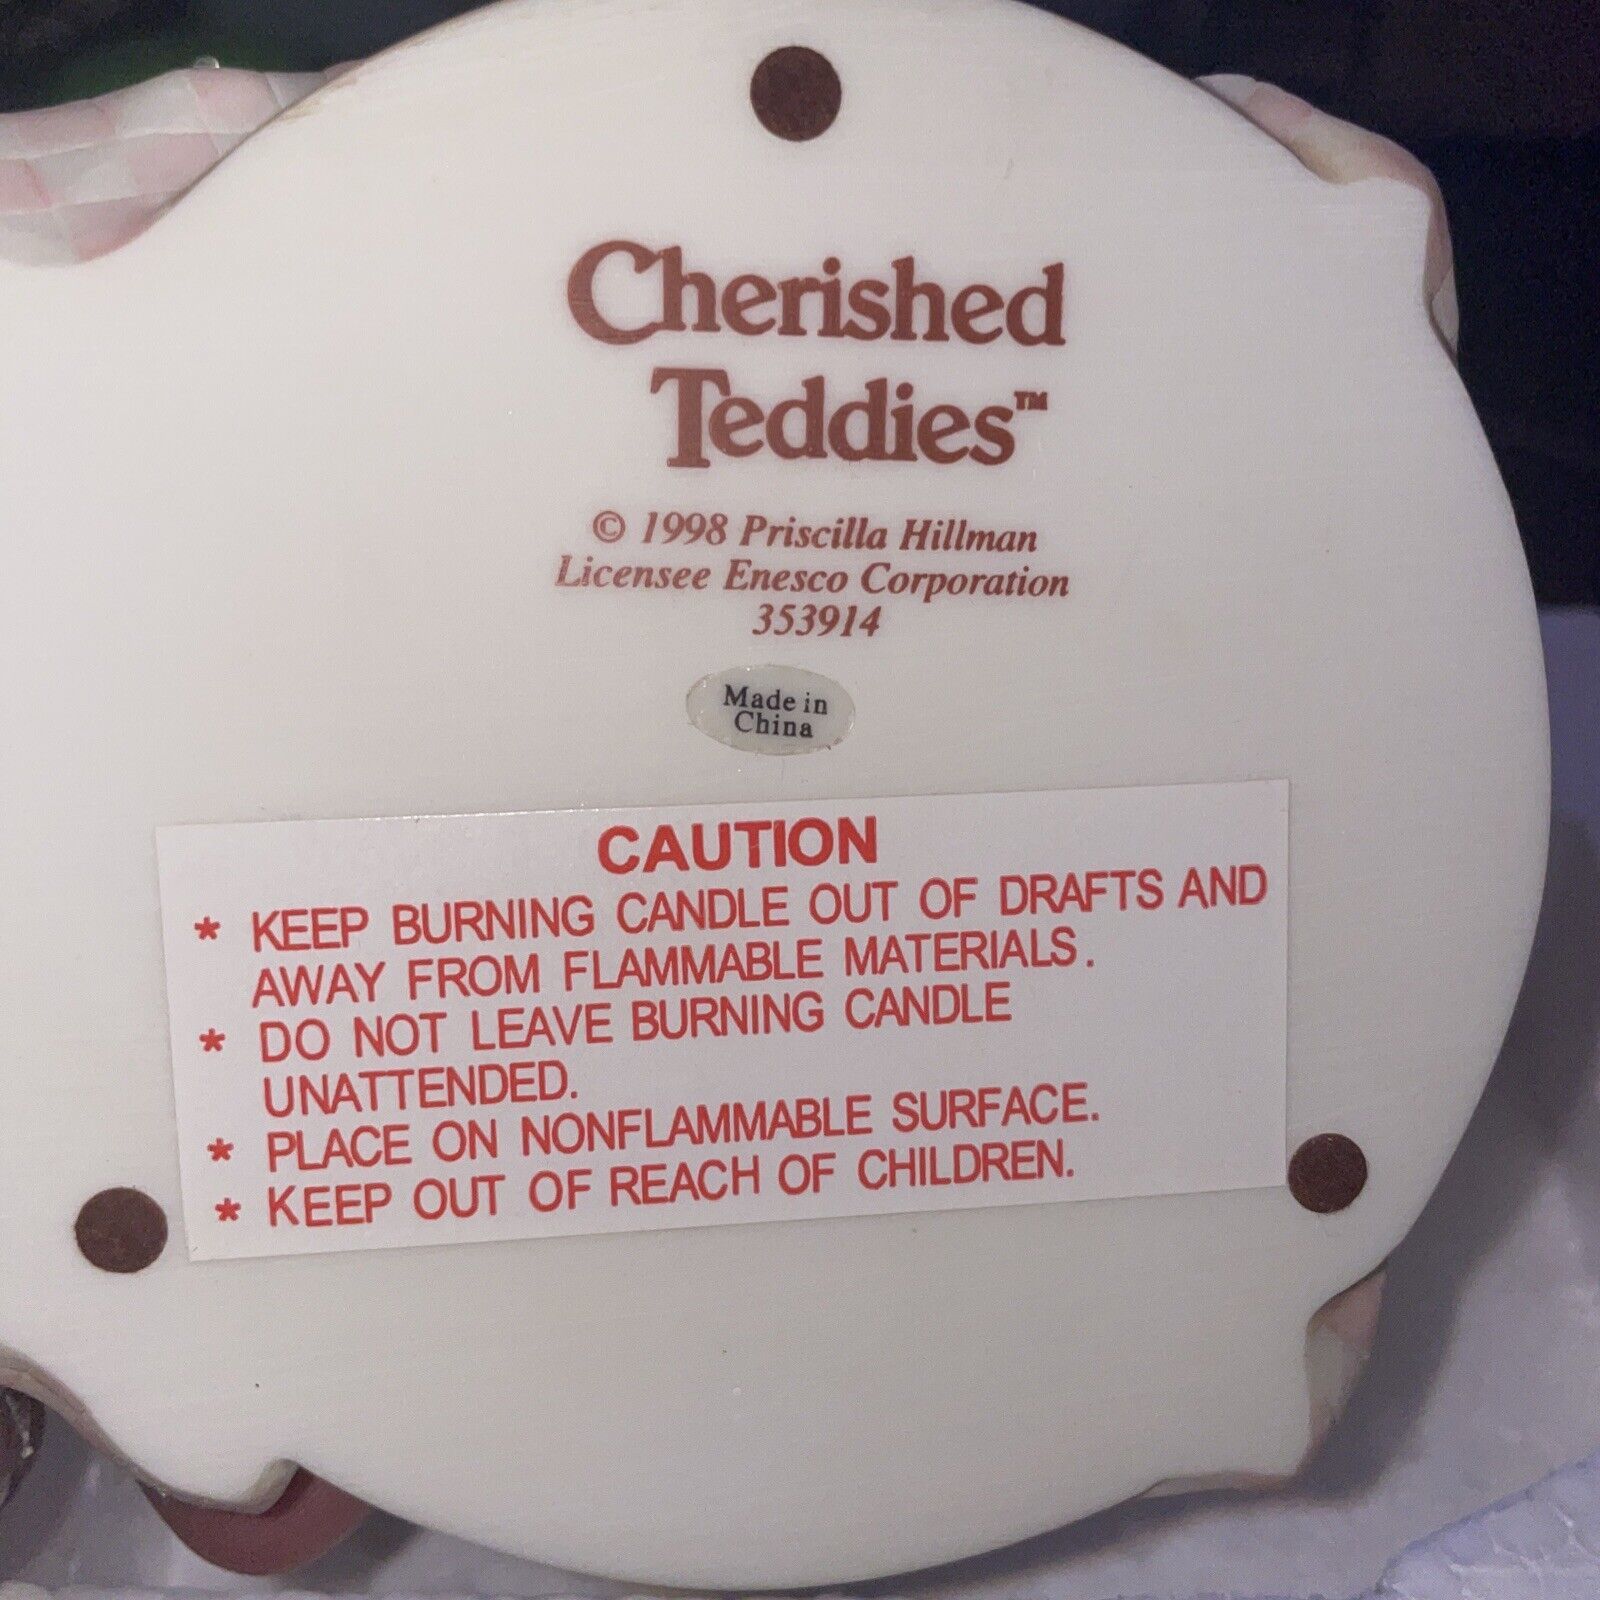 Cherished
Teddies™
© 1998 Priscilla Hillman
Licensee Enesco Corporation
353914
Made in
China
CAUTION
* KEEP BURNING CANDLE OUT OF DRAFTS AND
AWAY FROM FLAMMABLE MATERIALS.
* DO NOT LEAVE BURNING CANDLE
UNATTENDED.
* PLACE ON NONFLAMMABLE SURFACE.
* KEEP OUT OF REACH OF CHILDREN.